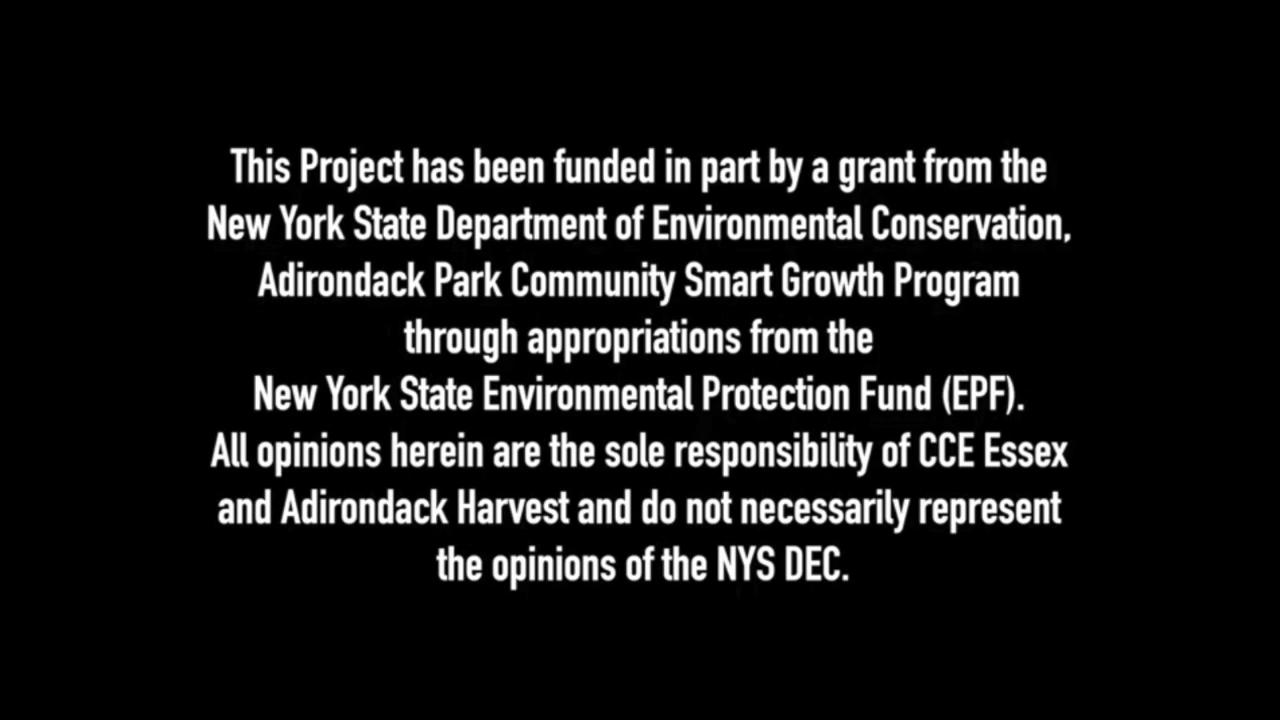 This Project has been funded in part by a grant from the
New York State Department of Environmental Conservation,
Adirondack Park Community Smart Growth Program
through appropriations from the
New York State Environmental Protection Fund (EPF).
All opinions herein are the sole responsibility of CCE Essex
and Adirondack Harvest and do not necessarily represent
the opinions of the NYS DEC.